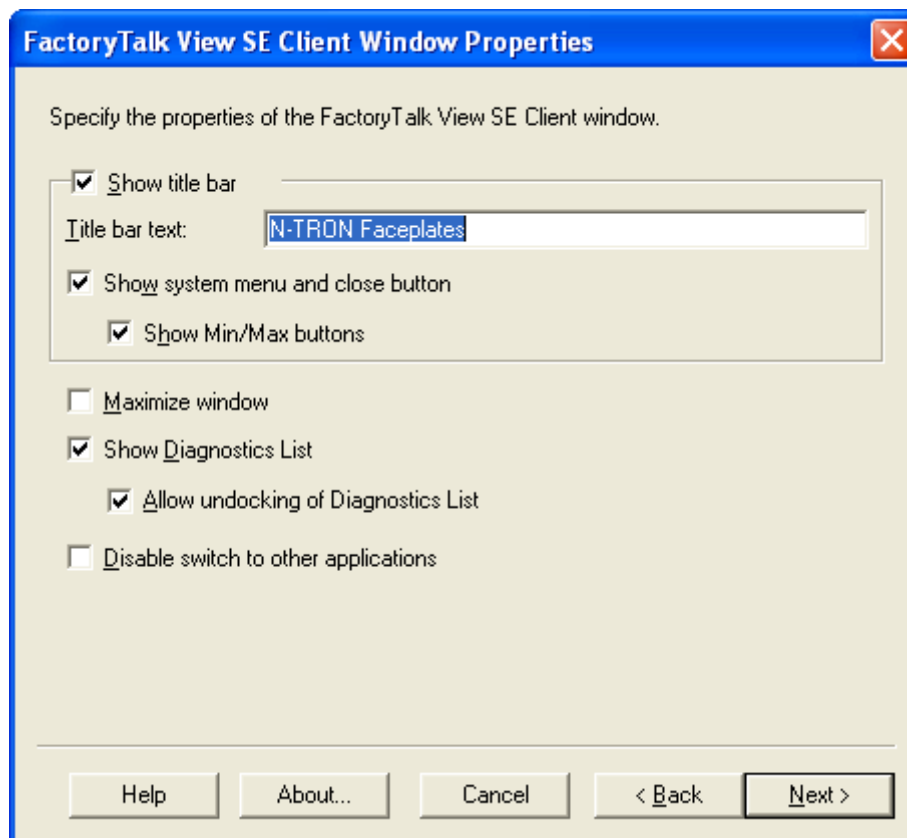 FactoryTalk View SE Client Window Properties
Specify the properties of the FactoryTalk View SE Client window.
Show title bar
Title bar text: N-TRON Faceplates
Show system menu and close button
Show Min/Max buttons
Maximize window
Show Diagnostics List
Allow undocking of Diagnostics List
Disable switch to other applications
Help About... Cancel < Back Next >